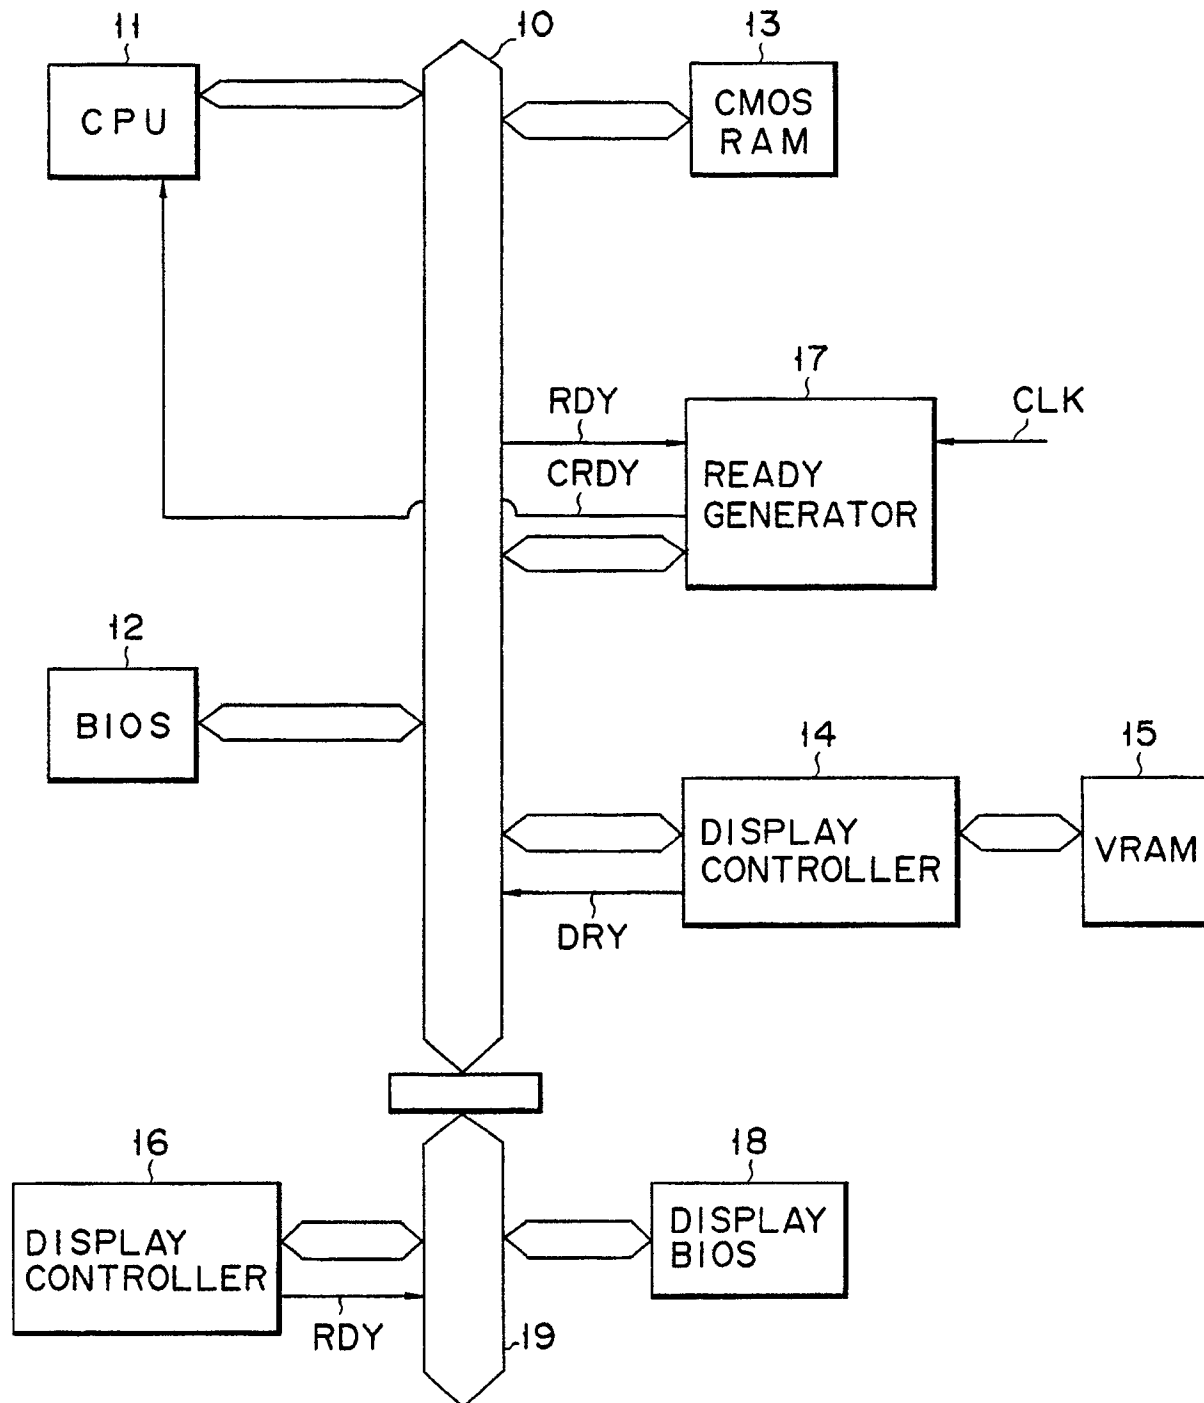 11
10
13
CPU
CMOS
RAM
17
RDY
CLK
CRDY
READY
GENERATOR
12
BIOS
14
15
DISPLAY
CONTROLLER
VRAM
DRY
16
18
DISPLAY
CONTROLLER
DISPLAY
BIOS
RDY
19